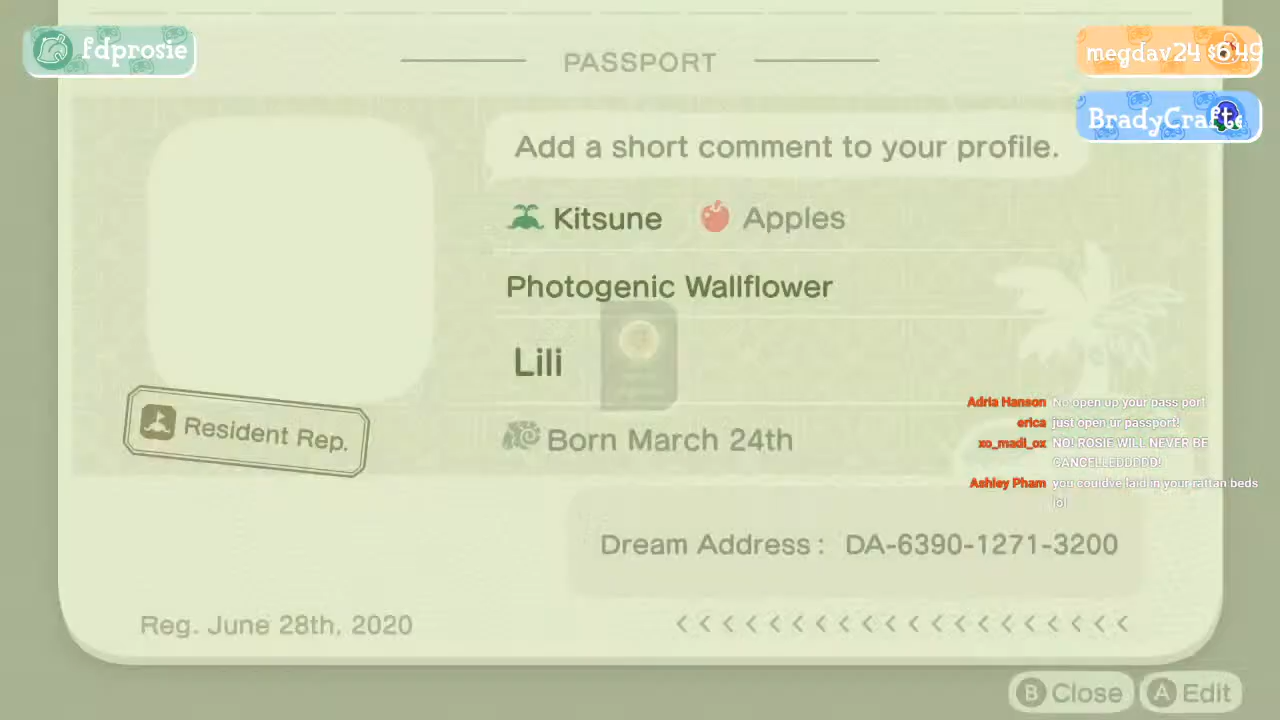 fdprosie
PASSPORT
megdav24 $6.49
BradyCrafte
Add a short comment to your profile.
Kitsune Apples
Photogenic Wallflower
Lili
Resident Rep.
Born March 24th
Adria Hanson No open up your pass port
erica just open ur passport!
xo_madi_ox NO! ROSIE WILL NEVER BE
CANCELLEDDDDD!
Ashley Pham you couldve laid in your rattan beds
lol
Dream Address : DA-6390-1271-3200
Reg. June 28th, 2020
< < < < < < < < < < < < < < < < < < < <
B Close A Edit